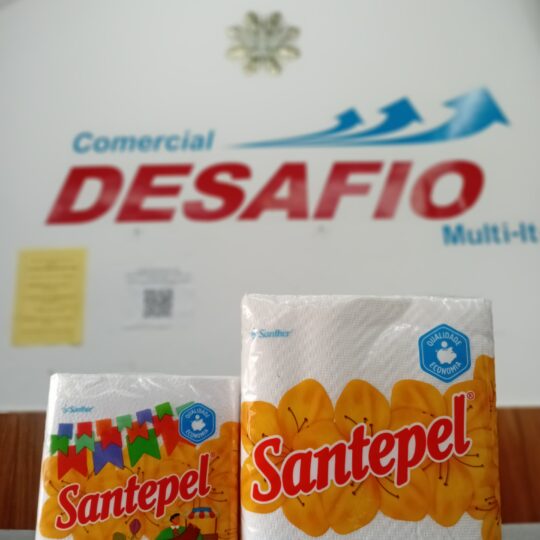 Comercial
DESAFIO
Multi-It
Santher
QUALIDADE
ECONOMIA
Santepel
Santher
QUALIDADE
ECONOMIA
Santepel